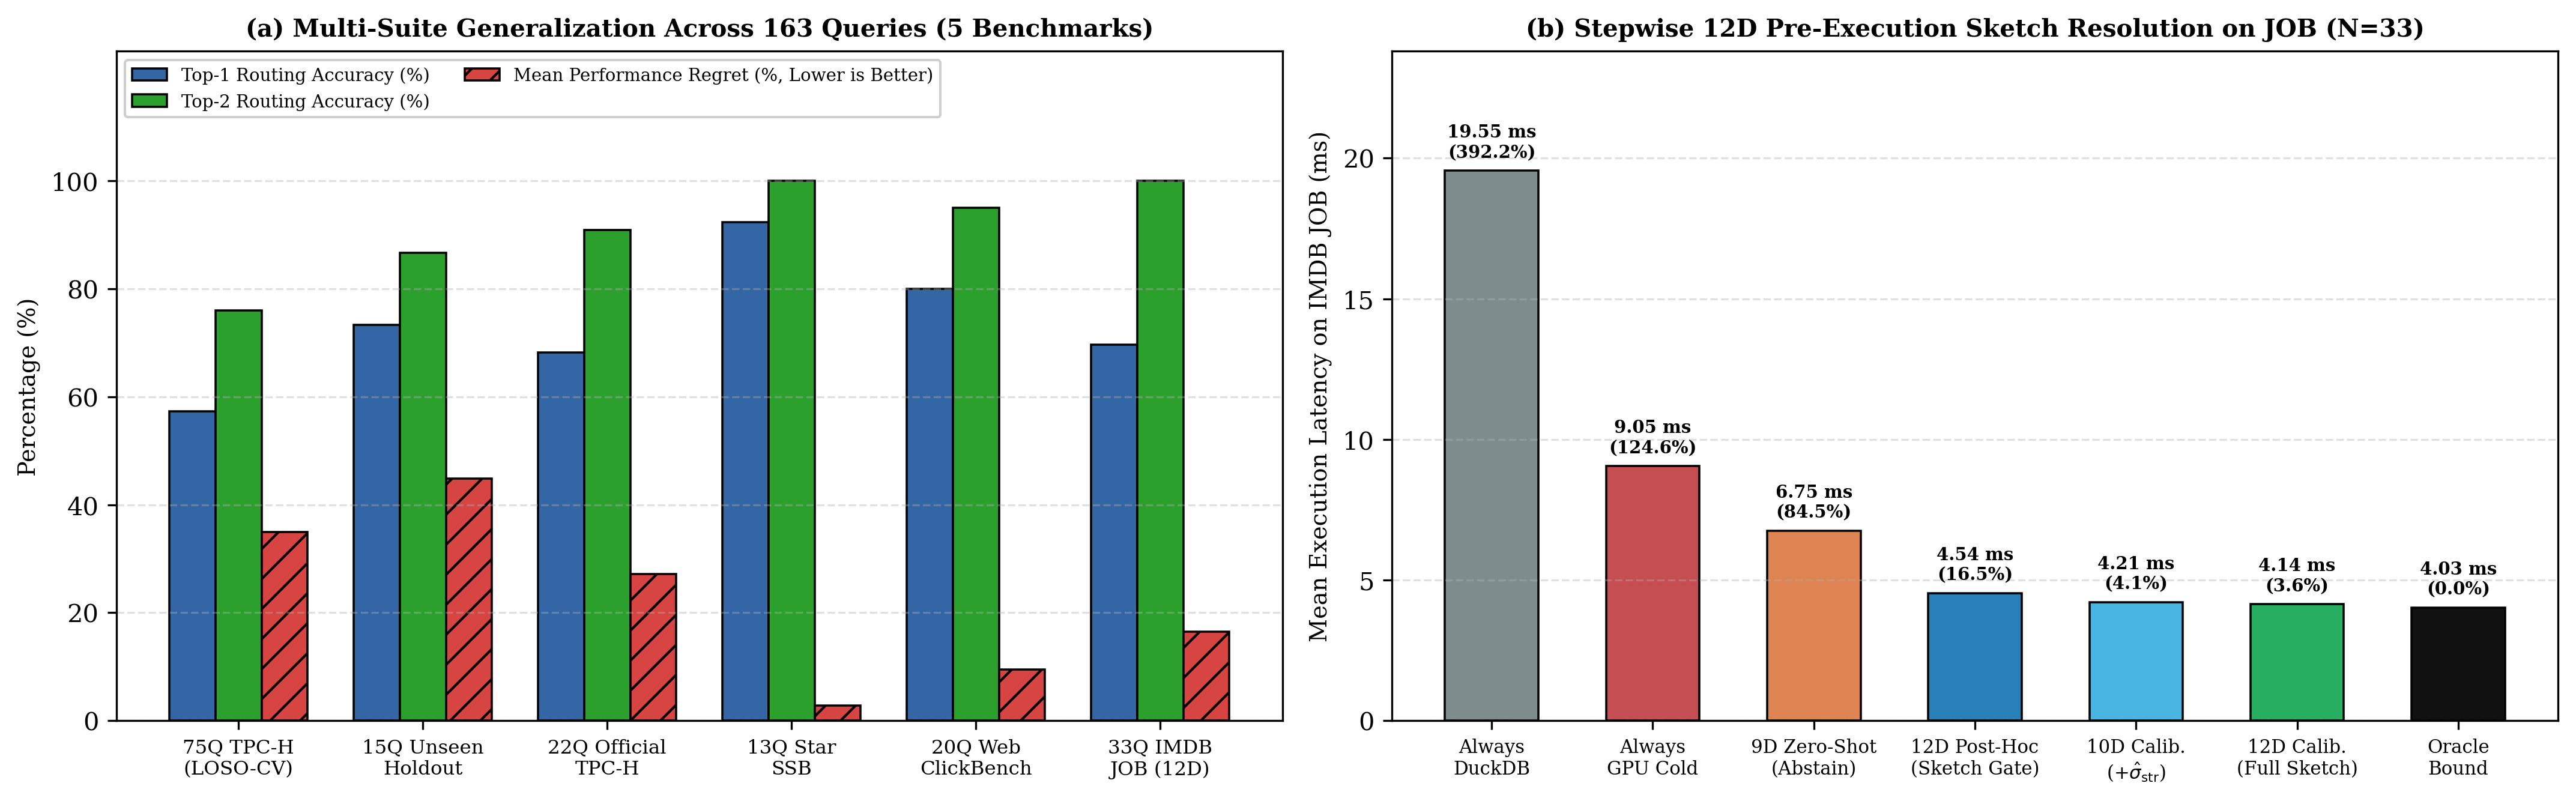 (a) Multi-Suite Generalization Across 163 Queries (5 Benchmarks)
Top-1 Routing Accuracy (%)
Top-2 Routing Accuracy (%)
Mean Performance Regret (%, Lower is Better)
Percentage (%)
100
80
60
40
20
0
75Q TPC-H
(LOSO-CV)
15Q Unseen
Holdout
22Q Official
TPC-H
13Q Star
SSB
20Q Web
ClickBench
33Q IMDB
JOB (12D)
(b) Stepwise 12D Pre-Execution Sketch Resolution on JOB (N=33)
Mean Execution Latency on IMDB JOB (ms)
20
15
10
5
0
19.55 ms
(392.2%)
9.05 ms
(124.6%)
6.75 ms
(84.5%)
4.54 ms
(16.5%)
4.21 ms
(4.1%)
4.14 ms
(3.6%)
4.03 ms
(0.0%)
Always
DuckDB
Always
GPU Cold
9D Zero-Shot
(Abstain)
12D Post-Hoc
(Sketch Gate)
10D Calib.
(+σ̂str)
12D Calib.
(Full Sketch)
Oracle
Bound